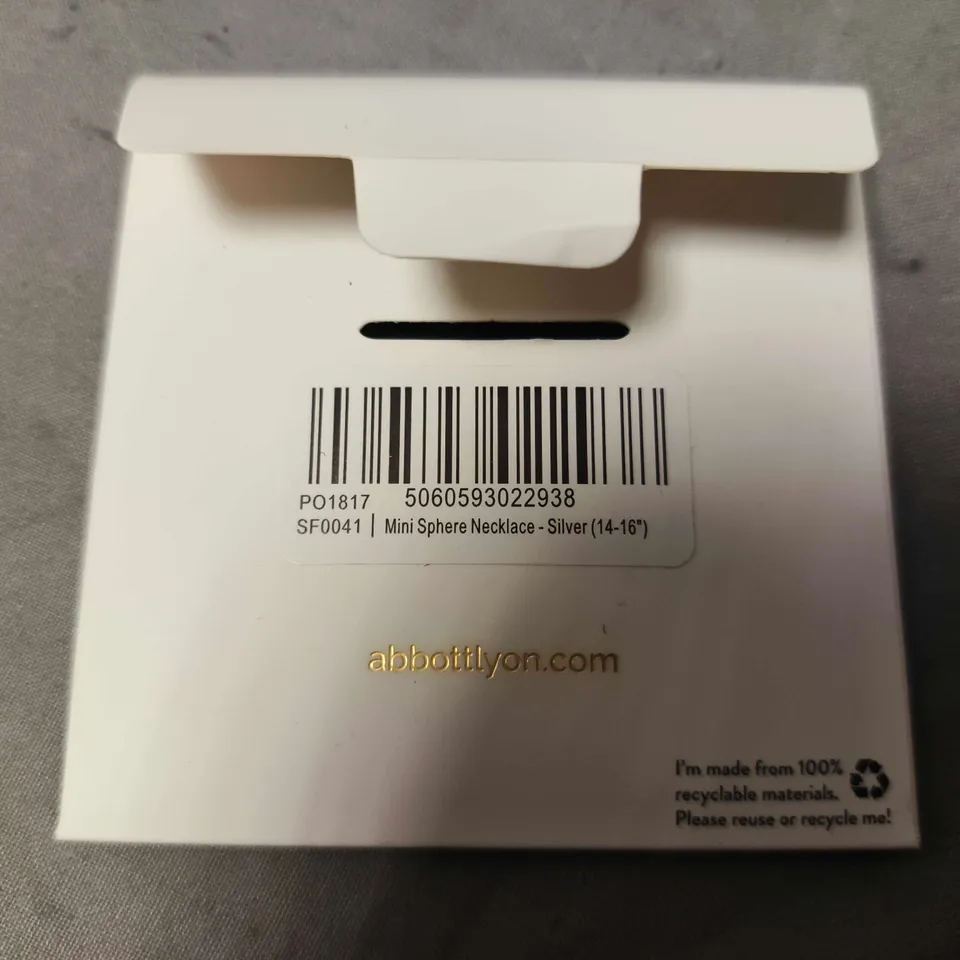 PO1817 5060593022938
SF0041 | Mini Sphere Necklace - Silver (14-16")
abbottlyon.com
I'm made from 100%
recyclable materials.
Please reuse or recycle me!